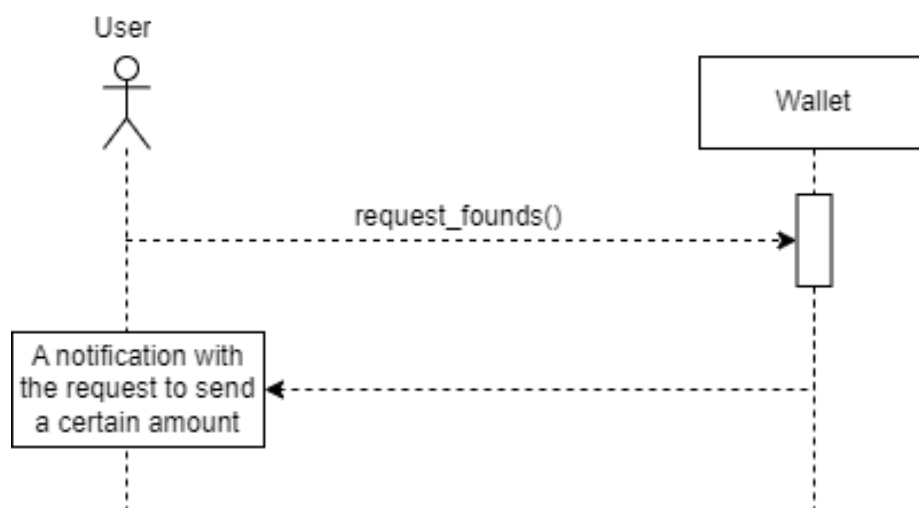 User
Wallet
request_founds()
A notification with
the request to send
a certain amount